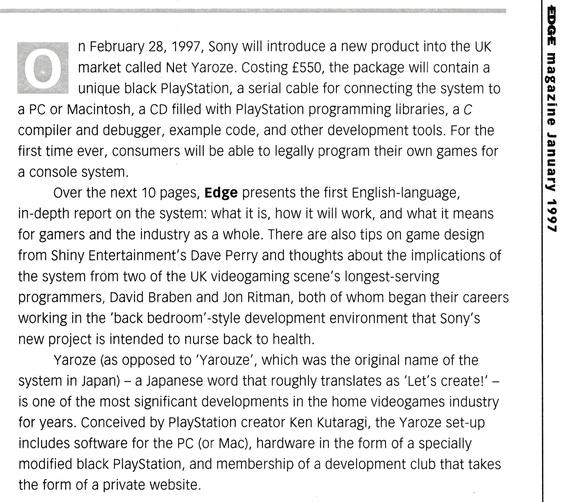 On February 28, 1997, Sony will introduce a new product into the UK
market called Net Yaroze. Costing £550, the package will contain a
unique black PlayStation, a serial cable for connecting the system to
a PC or Macintosh, a CD filled with PlayStation programming libraries, a C
compiler and debugger, example code, and other development tools. For the
first time ever, consumers will be able to legally program their own games for
a console system.
Over the next 10 pages, Edge presents the first English-language,
in-depth report on the system: what it is, how it will work, and what it means
for gamers and the industry as a whole. There are also tips on game design
from Shiny Entertainment's Dave Perry and thoughts about the implications of
the system from two of the UK videogaming scene's longest-serving
programmers, David Braben and Jon Ritman, both of whom began their careers
working in the 'back bedroom'-style development environment that Sony's
new project is intended to nurse back to health.
Yaroze (as opposed to 'Yarouze', which was the original name of the
system in Japan) – a Japanese word that roughly translates as 'Let's create!' –
is one of the most significant developments in the home videogames industry
for years. Conceived by PlayStation creator Ken Kutaragi, the Yaroze set-up
includes software for the PC (or Mac), hardware in the form of a specially
modified black PlayStation, and membership of a development club that takes
the form of a private website.
EDGE magazine January 1997